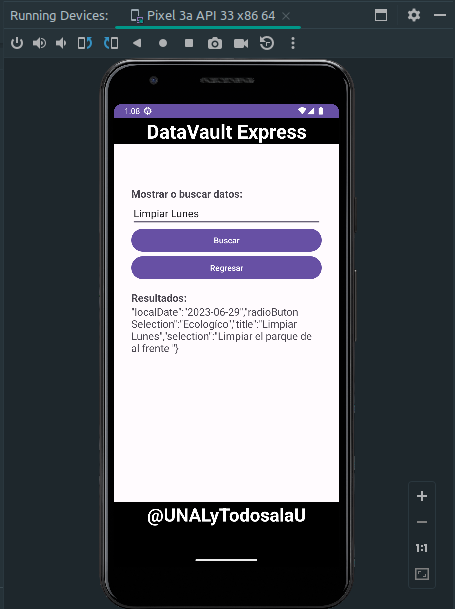 Running Devices: Pixel 3a API 33 x86 64
1:08
DataVault Express
Mostrar o buscar datos:
Limpiar Lunes
Buscar
Regresar
Resultados:
"localDate":"2023-06-29","radioButon
Selection":"Ecologíco","title":"Limpiar
Lunes","selection":"Limpiar el parque de
al frente "}
@UNALyTodosalaU
1:1